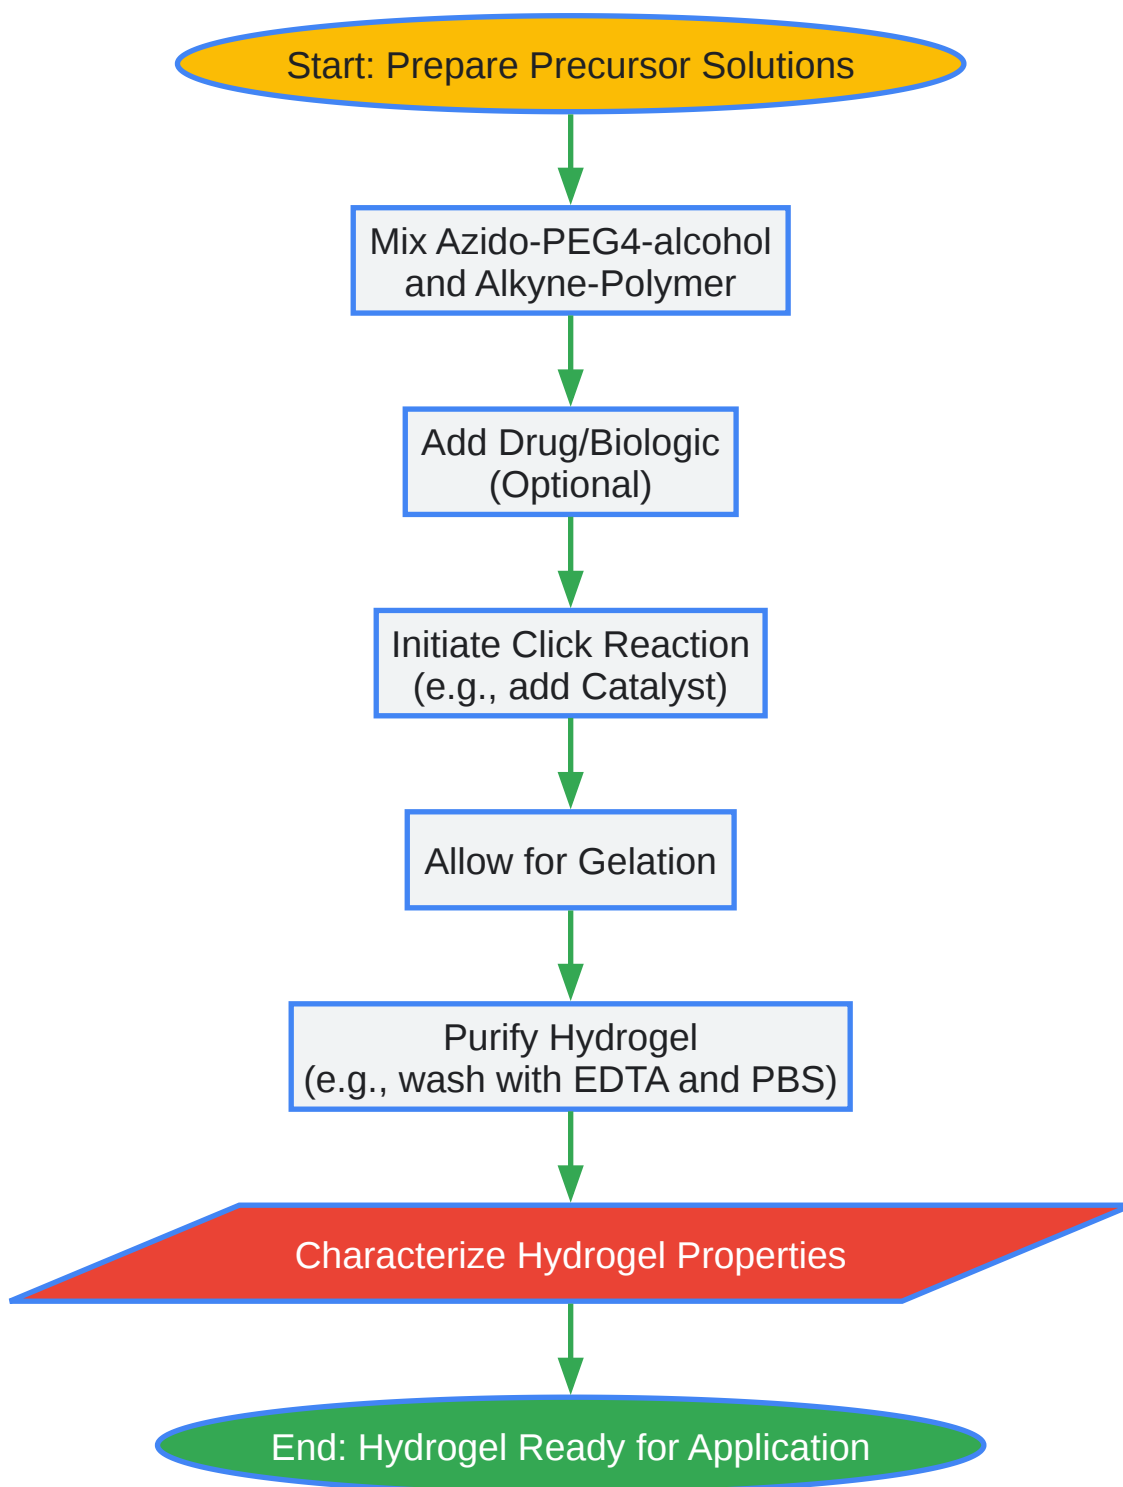 Start: Prepare Precursor Solutions
Mix Azido-PEG4-alcohol
and Alkyne-Polymer
Add Drug/Biologic
(Optional)
Initiate Click Reaction
(e.g., add Catalyst)
Allow for Gelation
Purify Hydrogel
(e.g., wash with EDTA and PBS)
Characterize Hydrogel Properties
End: Hydrogel Ready for Application